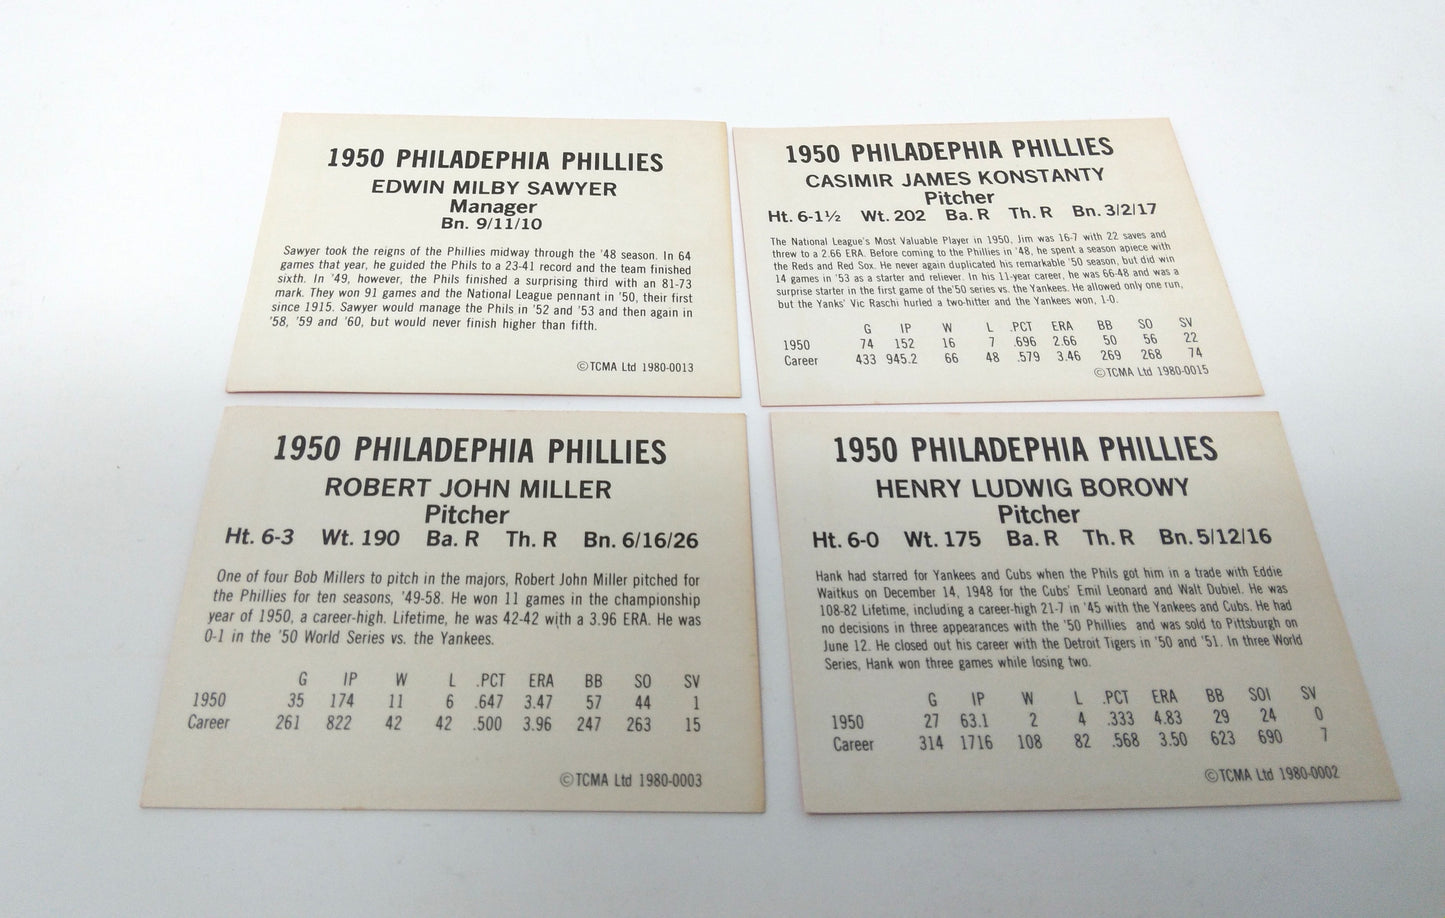 1950 PHILADEPHIA PHILLIES
EDWIN MILBY SAWYER
Manager
Bn. 9/11/10
Sawyer took the reigns of the Phillies midway through the '48 season. In 64
games that year, he guided the Phils to a 23-41 record and the team finished
sixth. In '49, however, the Phils finished a surprising third with an 81-73
mark. They won 91 games and the National League pennant in '50, their first
since 1915. Sawyer would manage the Phils in '52 and '53 and then again in
'58, '59 and '60, but would never finish higher than fifth.
©TCMA Ltd 1980-0013
1950 PHILADEPHIA PHILLIES
CASIMIR JAMES KONSTANTY
Pitcher
Ht. 6-1½ Wt. 202 Ba. R Th. R Bn. 3/2/17
The National League's Most Valuable Player in 1950, Jim was 16-7 with 22 saves and
threw to a 2.66 ERA. Before coming to the Phillies in '48, he spent a season apiece with
the Reds and Red Sox. He never again duplicated his remarkable '50 season, but did win
14 games in '53 as a starter and reliever. In his 11-year career, he was 66-48 and was a
surprise starter in the first game of the'50 series vs. the Yankees. He allowed only one run,
but the Yanks' Vic Raschi hurled a two-hitter and the Yankees won, 1-0.
G IP W L .PCT ERA BB SO SV
1950 74 152 16 7 .696 2.66 50 56 22
Career 433 945.2 66 48 .579 3.46 269 268 74
©TCMA Ltd 1980-0015
1950 PHILADEPHIA PHILLIES
ROBERT JOHN MILLER
Pitcher
Ht. 6-3 Wt. 190 Ba. R Th. R Bn. 6/16/26
One of four Bob Millers to pitch in the majors, Robert John Miller pitched for
the Phillies for ten seasons, '49-58. He won 11 games in the championship
year of 1950, a career-high. Lifetime, he was 42-42 with a 3.96 ERA. He was
0-1 in the '50 World Series vs. the Yankees.
G IP W L .PCT ERA BB SO SV
1950 35 174 11 6 .647 3.47 57 44 1
Career 261 822 42 42 .500 3.96 247 263 15
©TCMA Ltd 1980-0003
1950 PHILADEPHIA PHILLIES
HENRY LUDWIG BOROWY
Pitcher
Ht. 6-0 Wt. 175 Ba. R Th. R Bn. 5/12/16
Hank had starred for Yankees and Cubs when the Phils got him in a trade with Eddie
Waitkus on December 14, 1948 for the Cubs' Emil Leonard and Walt Dubiel. He was
108-82 Lifetime, including a career-high 21-7 in '45 with the Yankees and Cubs. He had
no decisions in three appearances with the '50 Phillies and was sold to Pittsburgh on
June 12. He closed out his career with the Detroit Tigers in '50 and '51. In three World
Series, Hank won three games while losing two.
G IP W L .PCT ERA BB SOI SV
1950 27 63.1 2 4 .333 4.83 29 24 0
Career 314 1716 108 82 .568 3.50 623 690 7
©TCMA Ltd 1980-0002